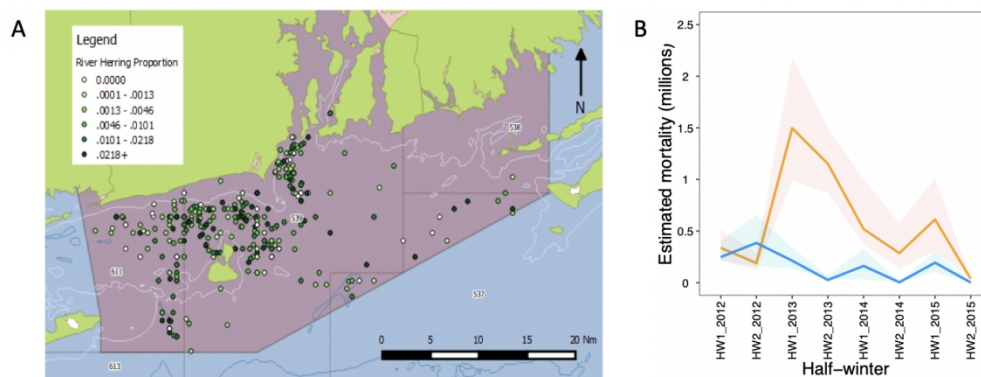 A
Legend
River Herring Proportion
0.0000
.0001 - .0013
.0013 - .0046
.0046 - .0101
.0101 - .0218
.0218+
N
538
539
611
537
613
0 5 10 15 20 Nm
B
Estimated mortality (millions)
2.5
2
1.5
1
0.5
0
HW1_2012
HW2_2012
HW1_2013
HW2_2013
HW1_2014
HW2_2014
HW1_2015
HW2_2015
Half-winter